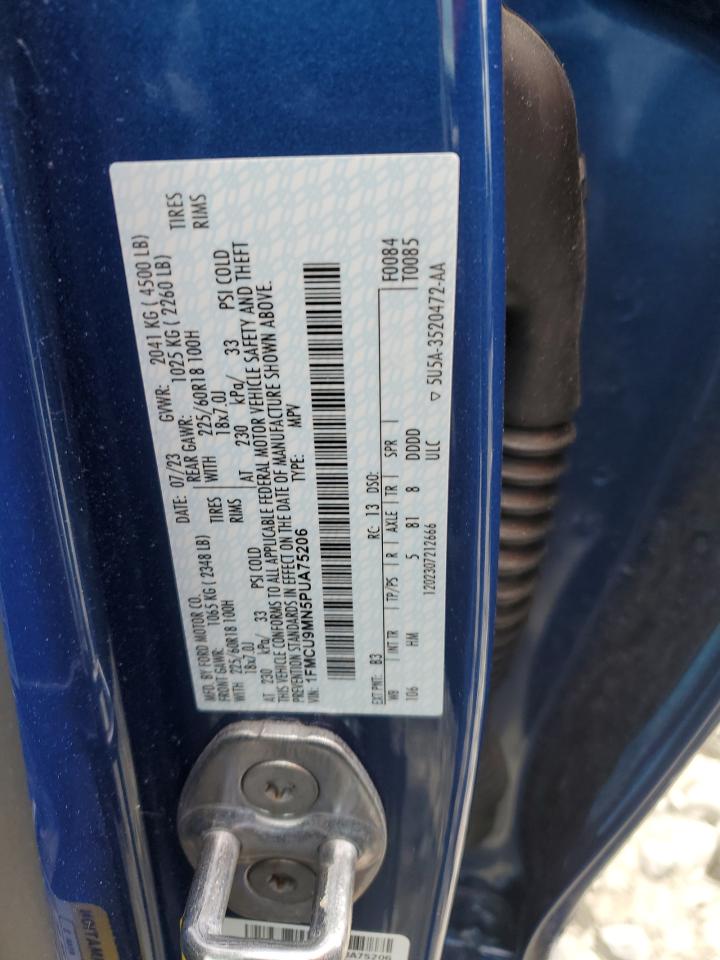 MFD. BY FORD MOTOR CO.
DATE: 07/23 GVWR: 2041 KG ( 4500 LB)
FRONT GAWR: 1065 KG ( 2348 LB) REAR GAWR: 1025 KG ( 2260 LB)
WITH 225/60R18 100H TIRES WITH 225/60R18 100H TIRES
18x7.0J RIMS 18x7.0J RIMS
AT 230 kPa/ 33 PSI COLD AT 230 kPa/ 33 PSI COLD
THIS VEHICLE CONFORMS TO ALL APPLICABLE FEDERAL MOTOR VEHICLE SAFETY AND THEFT
PREVENTION STANDARDS IN EFFECT ON THE DATE OF MANUFACTURE SHOWN ABOVE.
VIN: 1FMCU9MN5PUA75206 TYPE: MPV
EXT PNT: B3 RC: 13 DSO: F0084
T0085
WB INT TR TP/PS R AXLE TR SPR
106 HM 5 81 8 DDDD
1202307212666 ULC ▽ 5U5A-3520472-AA
UA75206